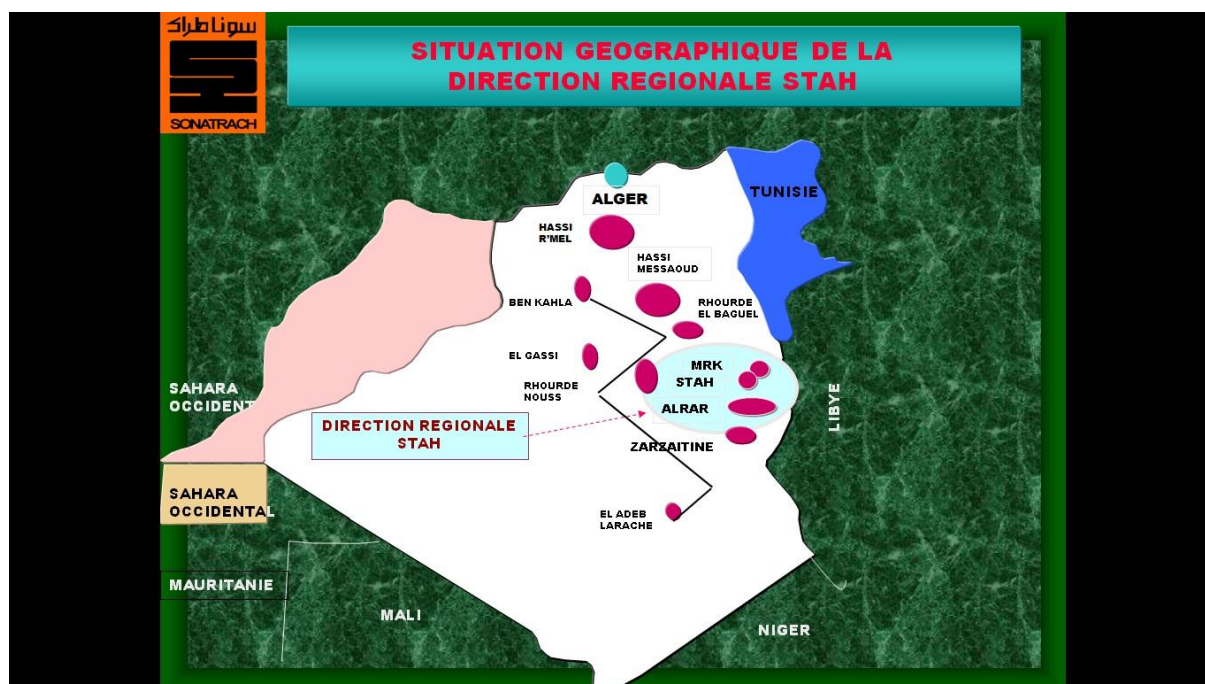 سوناطراك
SONATRACH
SITUATION GEOGRAPHIQUE DE LA
DIRECTION REGIONALE STAH
TUNISIE
ALGER
HASSI
R'MEL
HASSI
MESSAOUD
BEN KAHLA
RHOURDE
EL BAGUEL
EL GASSI
MRK
STAH
RHOURDE
NOUSS
ALRAR
LIBYE
SAHARA
OCCIDENT
DIRECTION REGIONALE
STAH
ZARZAITINE
SAHARA
OCCIDENTAL
EL ADEB
LARACHE
MAURITANIE
MALI
NIGER